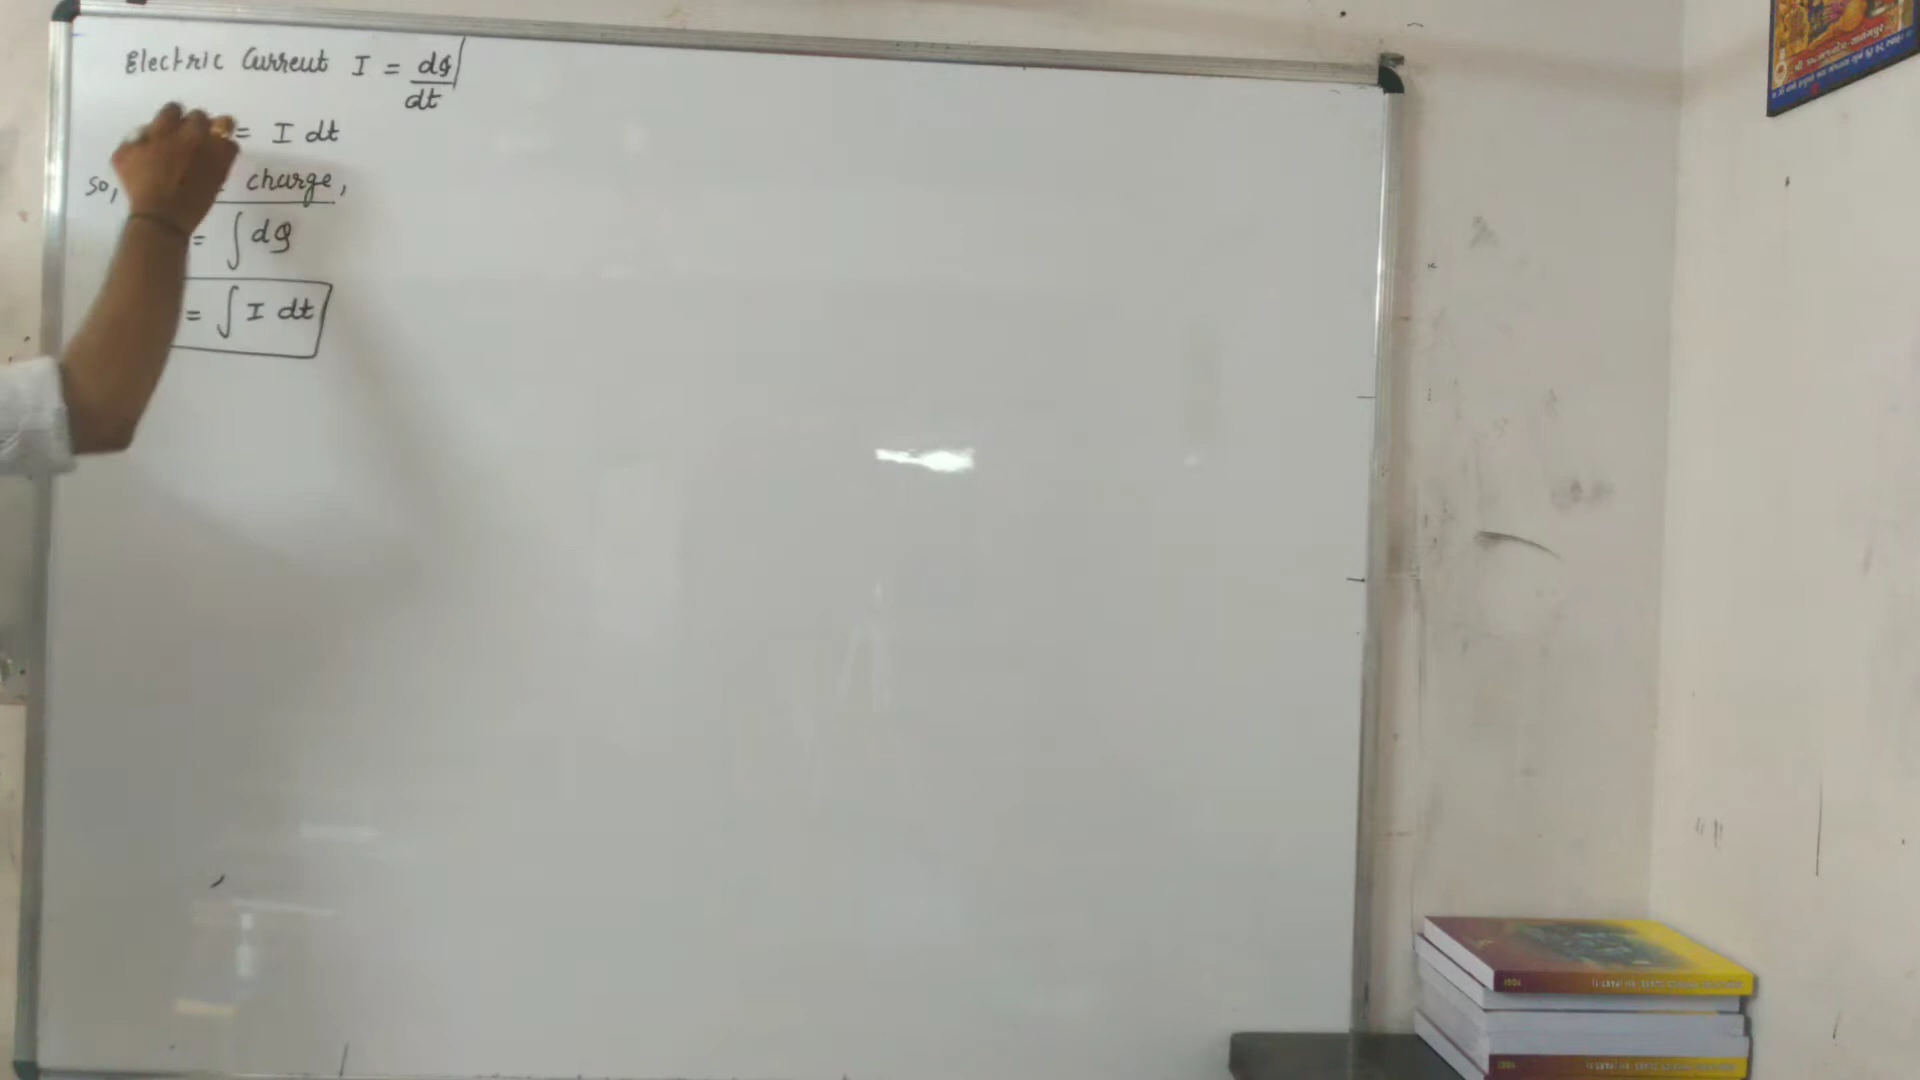 Electric Current I = dQ/dt
= I dt
so, charge,
= ∫ dQ
= ∫ I dt